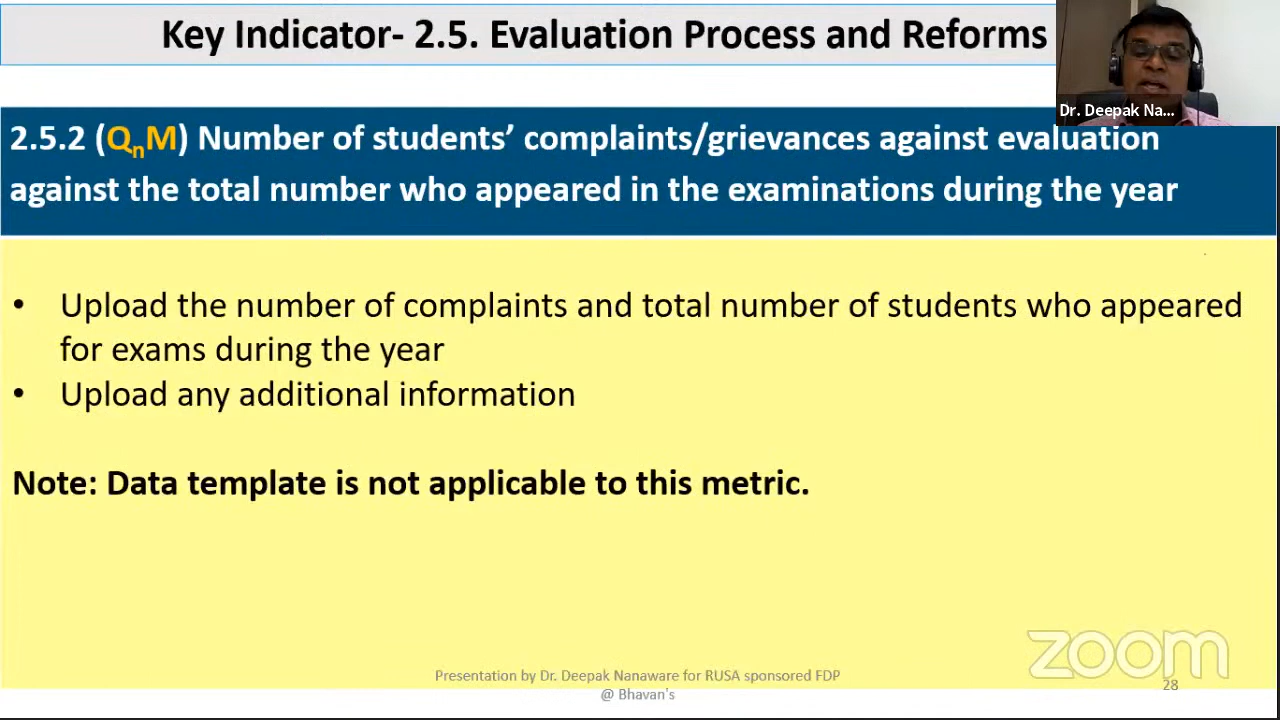 Key Indicator- 2.5. Evaluation Process and Reforms
Dr. Deepak Na...
2.5.2 (QnM) Number of students’ complaints/grievances against evaluation
against the total number who appeared in the examinations during the year
• Upload the number of complaints and total number of students who appeared
for exams during the year
• Upload any additional information
Note: Data template is not applicable to this metric.
zoom
Presentation by Dr. Deepak Nanaware for RUSA sponsored FDP
@ Bhavan's
28